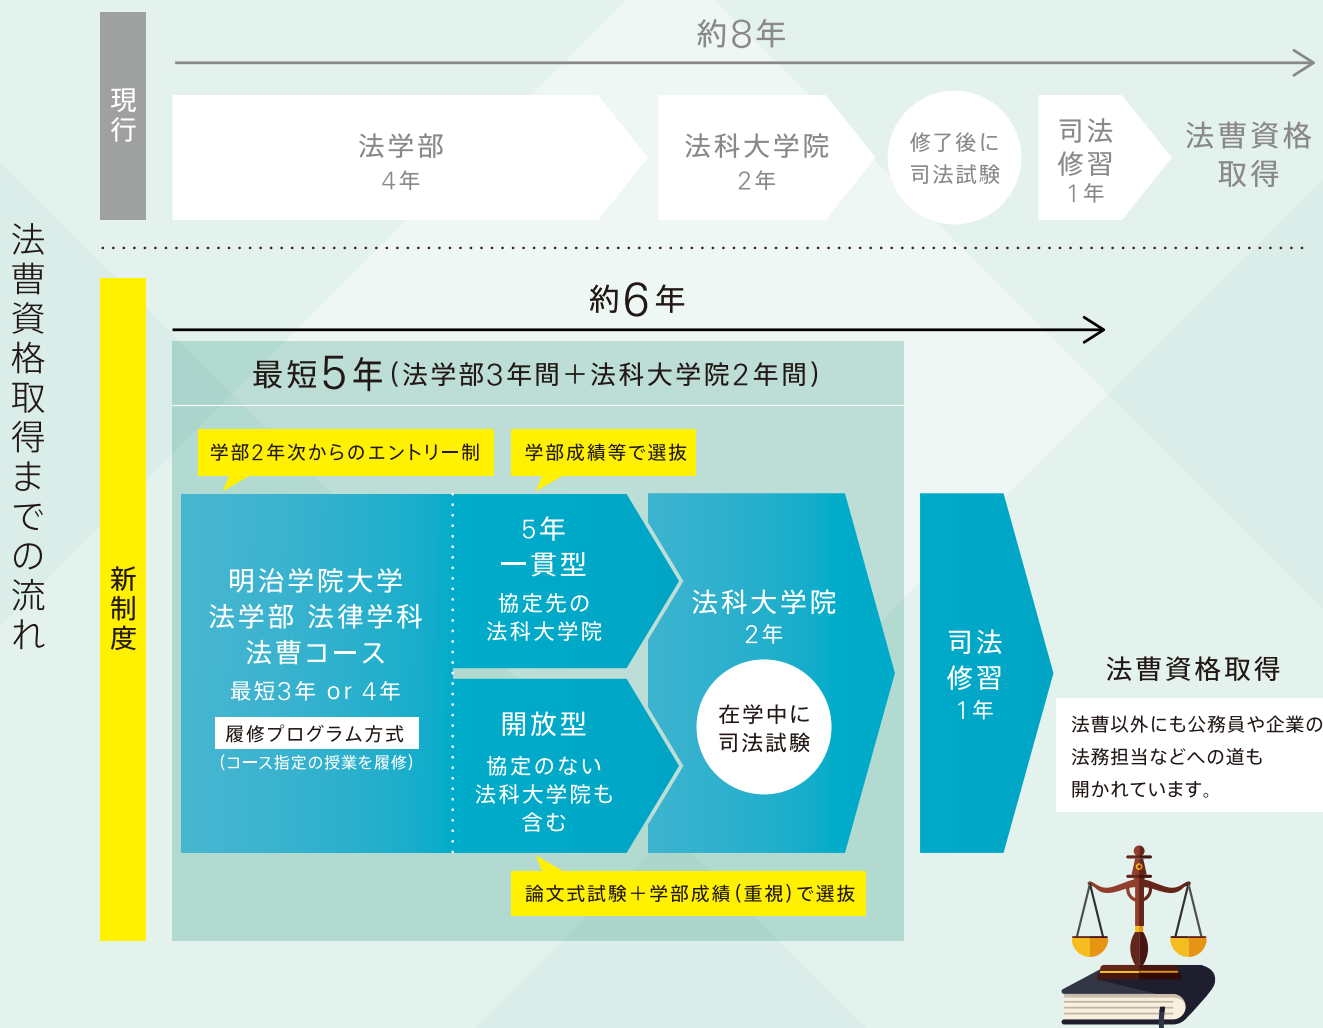 法曹資格取得までの流れ
現行
約8年
法学部
4年
法科大学院
2年
修了後に
司法試験
司法
修習
1年
法曹資格
取得
新制度
約6年
最短5年(法学部3年間＋法科大学院2年間)
学部2年次からのエントリー制
学部成績等で選抜
明治学院大学
法学部 法律学科
法曹コース
最短3年 or 4年
履修プログラム方式
(コース指定の授業を履修)
5年
一貫型
協定先の
法科大学院
開放型
協定のない
法科大学院も
含む
論文式試験＋学部成績(重視)で選抜
法科大学院
2年
在学中に
司法試験
司法
修習
1年
法曹資格取得
法曹以外にも公務員や企業の
法務担当などへの道も
開かれています。